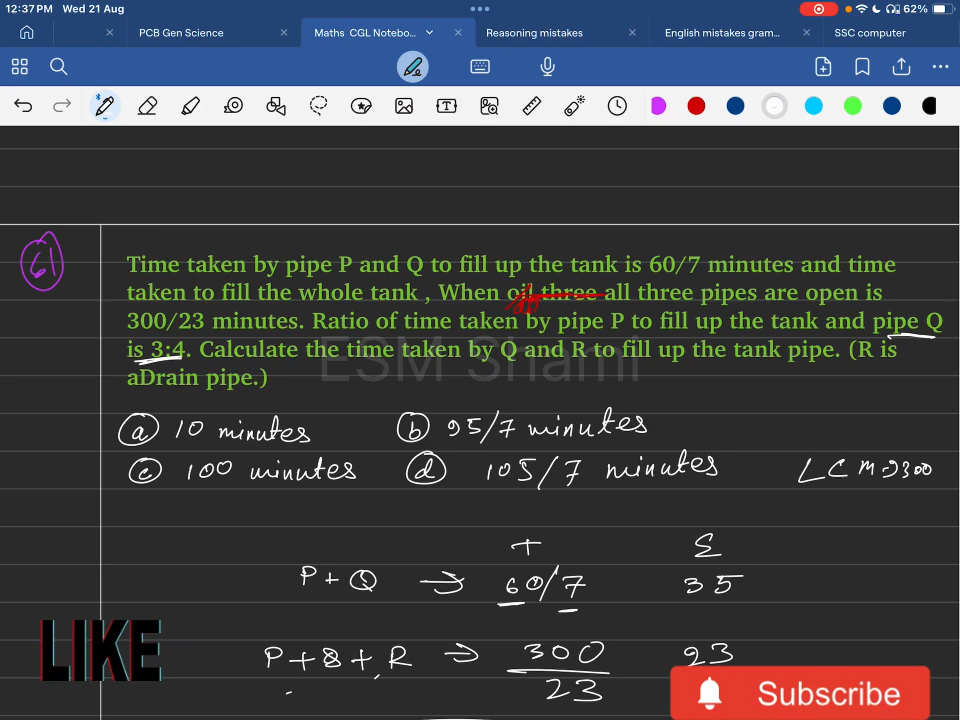 12:37PM Wed 21 Aug
62%
PCB Gen Science
Maths CGL Notebo...
Reasoning mistakes
English mistakes gram...
SSC computer
61
Time taken by pipe P and Q to fill up the tank is 60/7 minutes and time
taken to fill the whole tank , When oil three all three pipes are open is
300/23 minutes. Ratio of time taken by pipe P to fill up the tank and pipe Q
is 3:4. Calculate the time taken by Q and R to fill up the tank pipe. (R is
aDrain pipe.)
ESM Shami
(a) 10 minutes (b) 95/7 minutes
(c) 100 minutes (d) 105/7 minutes LCM => 300
T Σ
P + Q => 60/7 35
P + Q + R => 300/23 23
LIKE
Subscribe